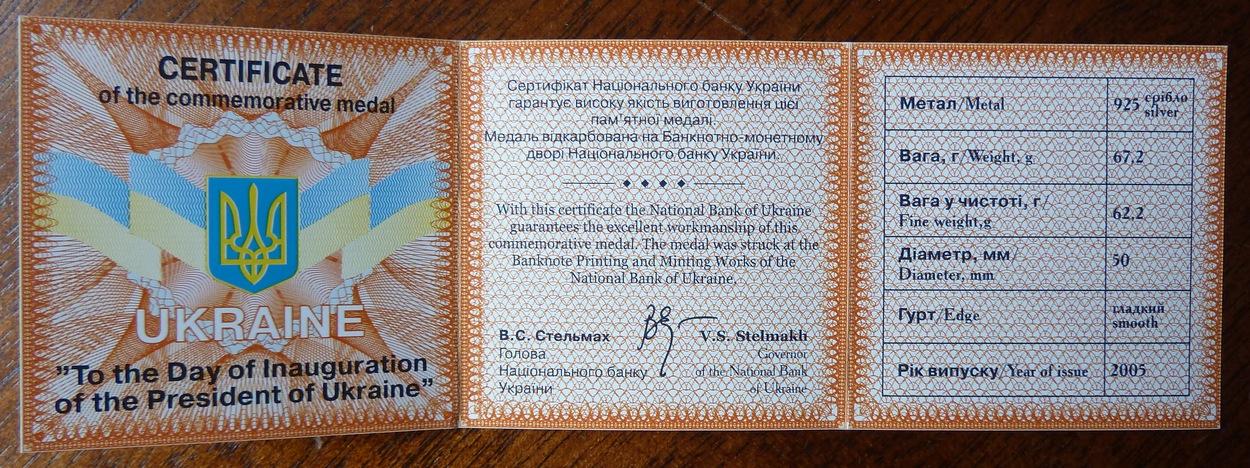 CERTIFICATE
of the commemorative medal
UKRAINE
"To the Day of Inauguration
of the President of Ukraine"
Сертифікат Національного банку України
гарантує високу якість виготовлення цієї
пам'ятної медалі.
Медаль відкарбована на Банкнотно-монетному
дворі Національного банку України.
With this certificate the National Bank of Ukraine
guarantees the excellent workmanship of this
commemorative medal. The medal was struck at the
Banknote Printing and Minting Works of the
National Bank of Ukraine.
В.С. Стельмах
Голова
Національного банку
України
V.S. Stelmakh
Governor
of the National Bank
of Ukraine
Метал/Metal 925 срібло silver
Вага, г/Weight, g 67,2
Вага у чистоті, г/
Fine weight,g 62,2
Діаметр, мм/
Diameter, mm 50
Гурт/Edge гладкий smooth
Рік випуску/Year of issue 2005